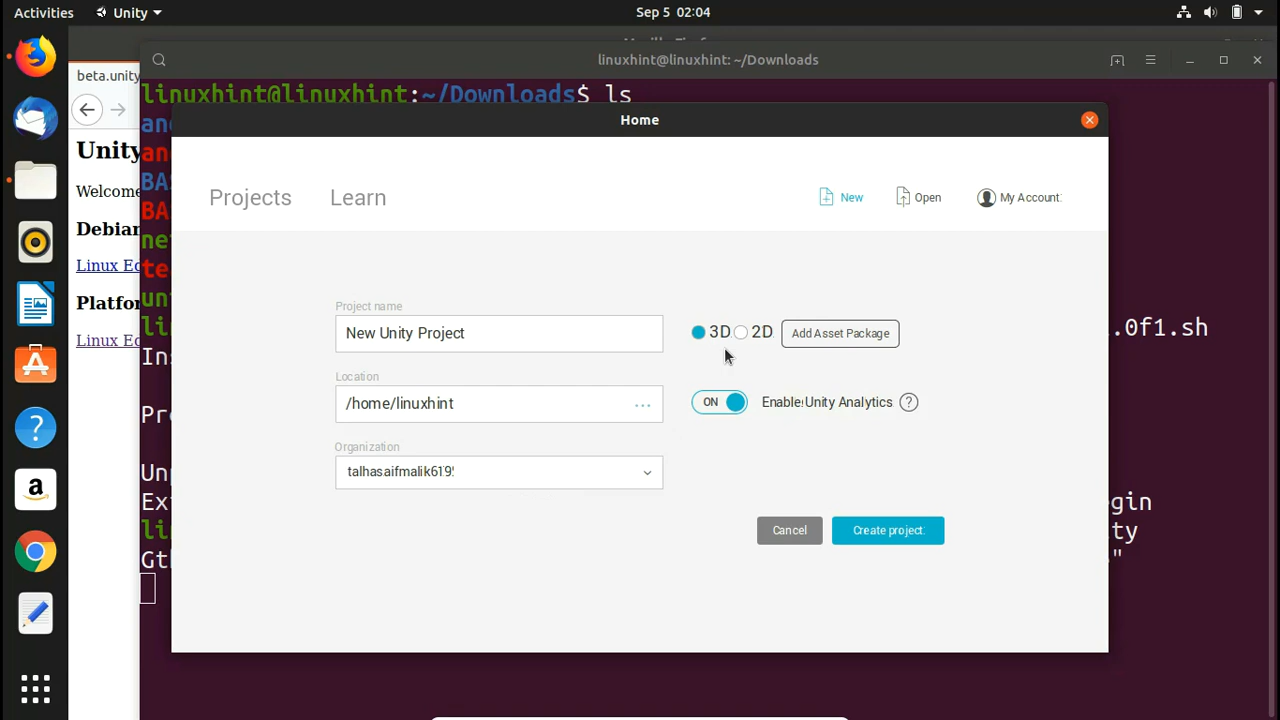 Activities
Unity
Sep 5 02:04
linuxhint@linuxhint: ~/Downloads
beta.unity
linuxhint@linuxhint:~/Downloads$ ls
Home
Unity
Projects
Learn
New
Open
My Account
Welcome
Debian
Linux Ed
Platfor
Linux Ed
Project name
New Unity Project
3D
2D
Add Asset Package
.0f1.sh
Location
/home/linuxhint
ON
Enable Unity Analytics
?
Organization
talhasaifmalik619
Cancel
Create project
gin
ty
"